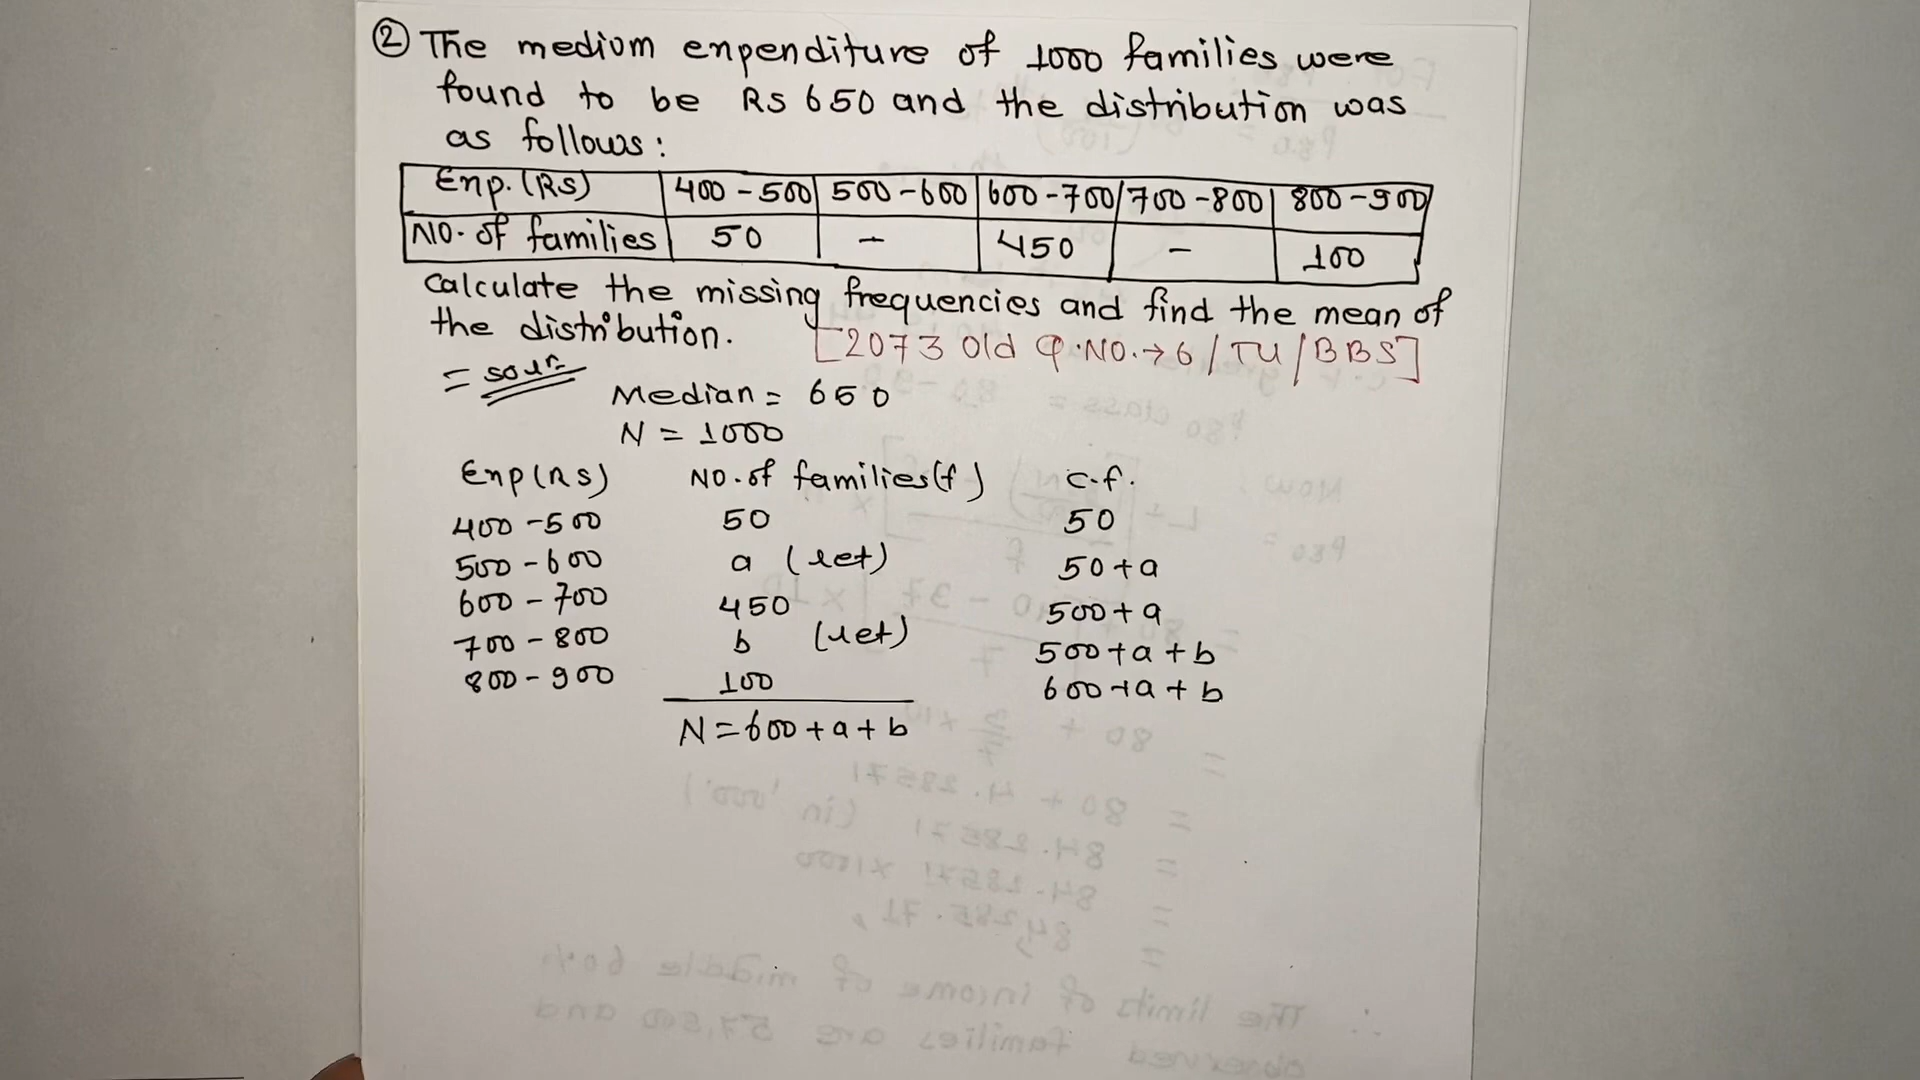 ② The medium enpenditure of 1000 families were
found to be Rs 650 and the distribution was
as follows:
Enp. (RS) 400-500 500-600 600-700 700-800 800-900
NO. of families 50 - 450 - 100
calculate the missing frequencies and find the mean of
the distribution. [2073 Old Q.NO.→6/TU/BBS]
= soln
Median = 650
N = 1000
Enp (RS) NO. of families (f) c.f.
400-500 50 50
500-600 a (let) 50+a
600-700 450 500+a
700-800 b (let) 500+a+b
800-900 100 600+a+b
N=600+a+b